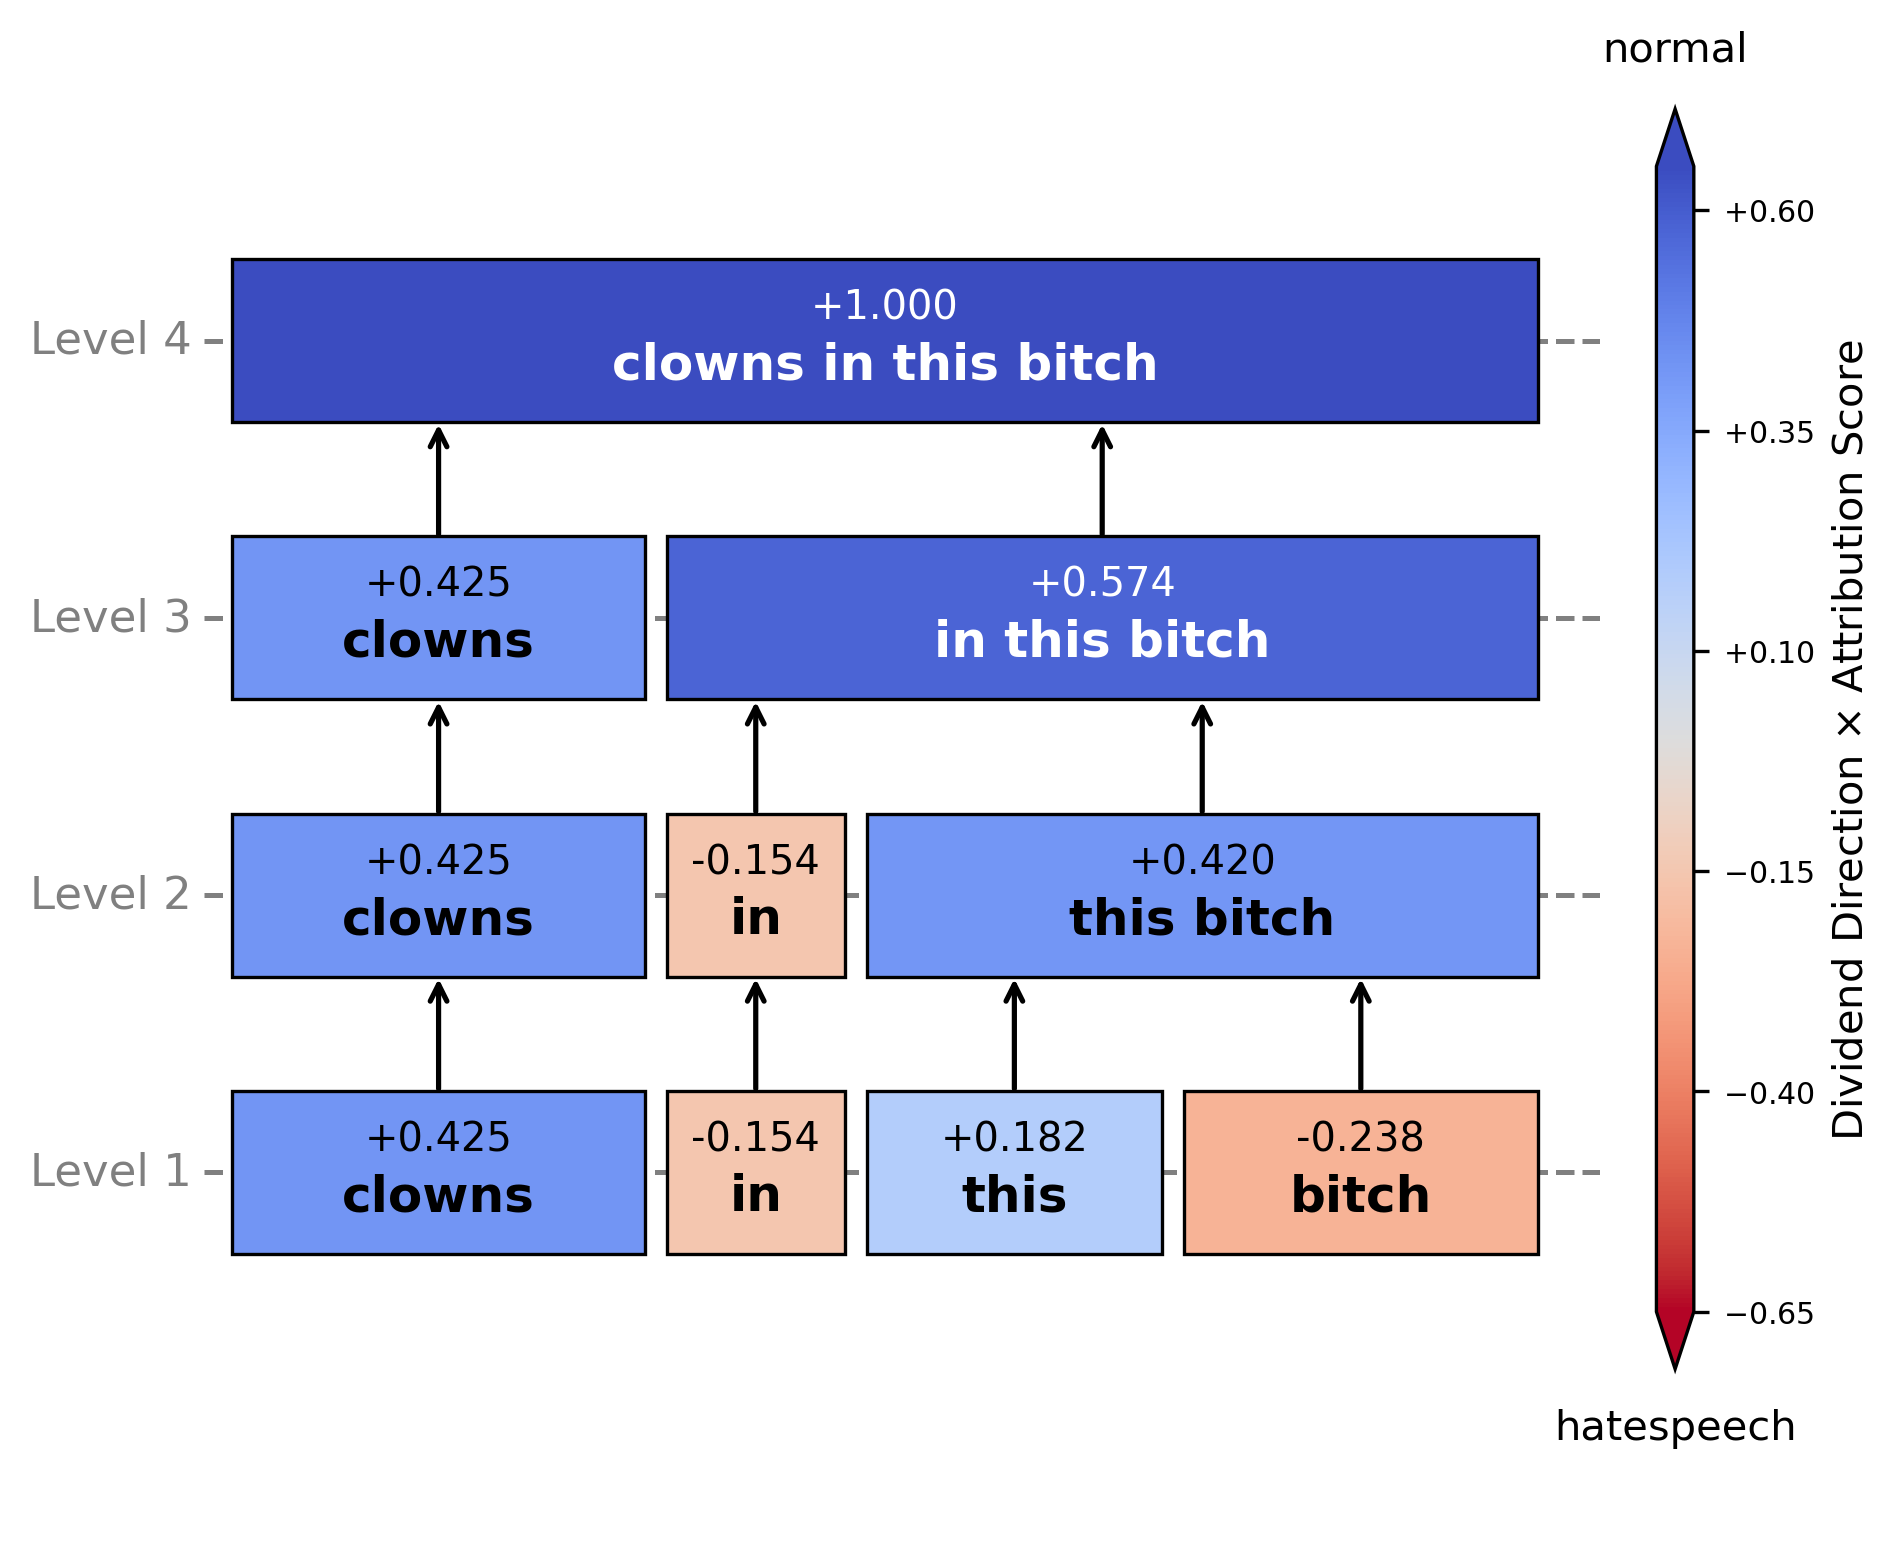 normal
Level 4
+1.000
clowns in this bitch
Level 3
+0.425
clowns
+0.574
in this bitch
Level 2
+0.425
clowns
-0.154
in
+0.420
this bitch
Level 1
+0.425
clowns
-0.154
in
+0.182
this
-0.238
bitch
+0.60
+0.35
+0.10
−0.15
−0.40
−0.65
Dividend Direction × Attribution Score
hatespeech